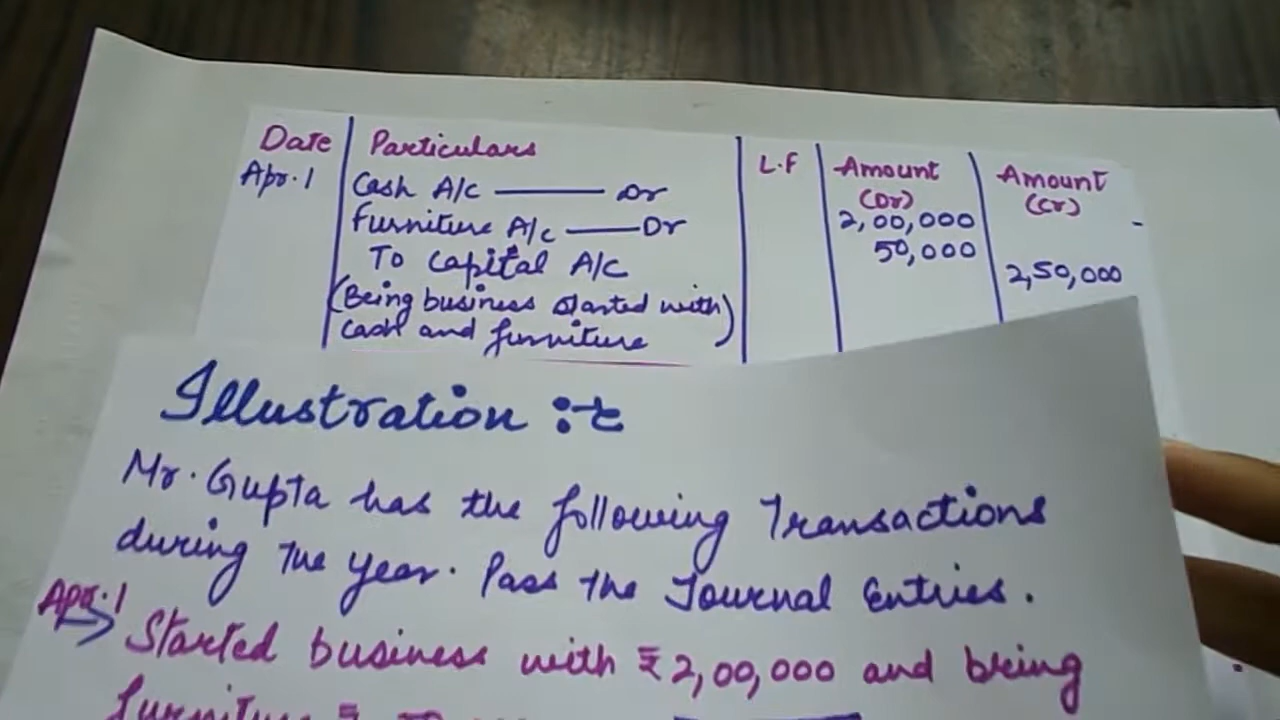 Date Particulars L.F Amount (Dr) Amount (Cr)
Apr.1 Cash A/c Dr 2,00,000
Furniture A/c Dr 50,000
To Capital A/c 2,50,000
(Being business started with
cash and furniture)
Illustration :-
Mr. Gupta has the following Transactions
during the year. Pass the Journal Entries.
Apr.1
Started business with ₹2,00,000 and being
furniture ₹